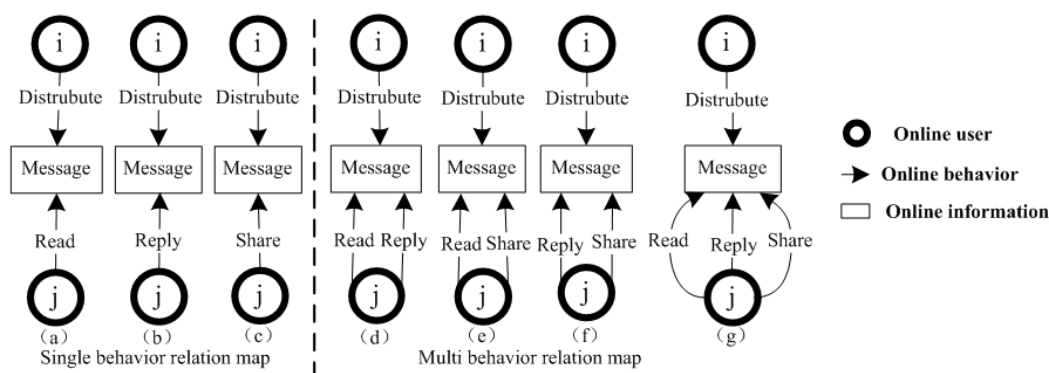 i i i i i i i
Distrubute Distrubute Distrubute Distrubute Distrubute Distrubute Distrubute
Message Message Message Message Message Message Message
Read Reply Share Read Reply Read Share Reply Share Read Reply Share
j j j j j j j
(a) (b) (c) (d) (e) (f) (g)
Single behavior relation map Multi behavior relation map
Online user
Online behavior
Online information